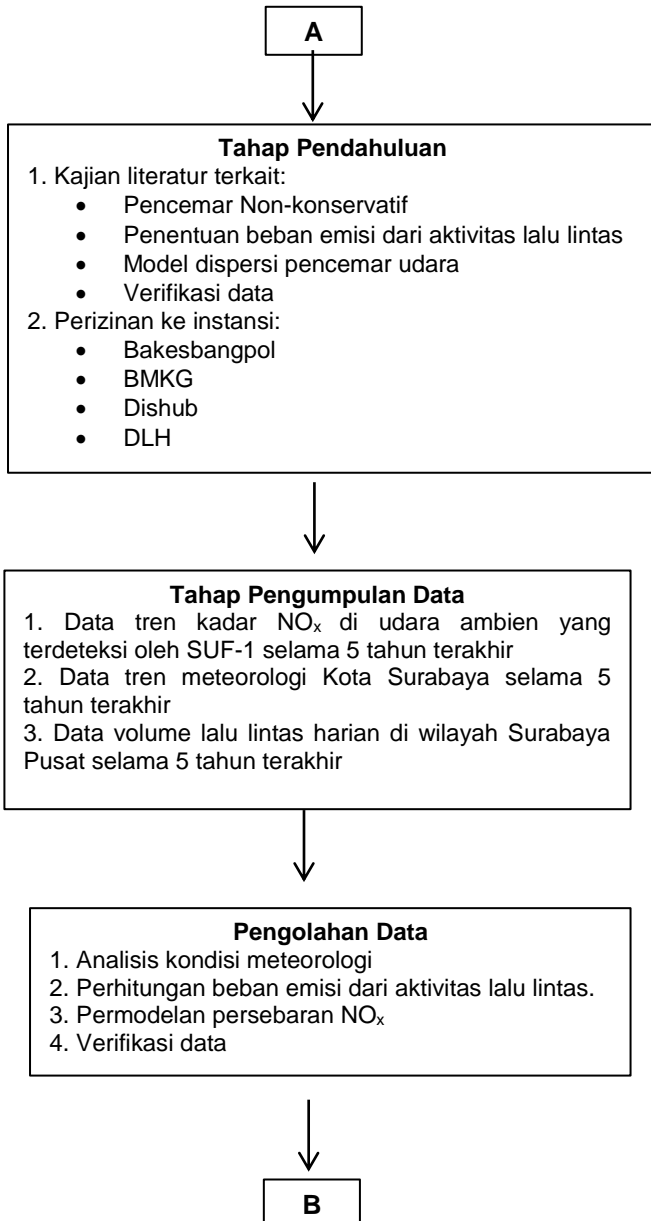 A
Tahap Pendahuluan
1. Kajian literatur terkait:
• Pencemar Non-konservatif
• Penentuan beban emisi dari aktivitas lalu lintas
• Model dispersi pencemar udara
• Verifikasi data
2. Perizinan ke instansi:
• Bakesbangpol
• BMKG
• Dishub
• DLH
Tahap Pengumpulan Data
1. Data tren kadar NOₓ di udara ambien yang
terdeteksi oleh SUF-1 selama 5 tahun terakhir
2. Data tren meteorologi Kota Surabaya selama 5
tahun terakhir
3. Data volume lalu lintas harian di wilayah Surabaya
Pusat selama 5 tahun terakhir
Pengolahan Data
1. Analisis kondisi meteorologi
2. Perhitungan beban emisi dari aktivitas lalu lintas.
3. Permodelan persebaran NOₓ
4. Verifikasi data
B